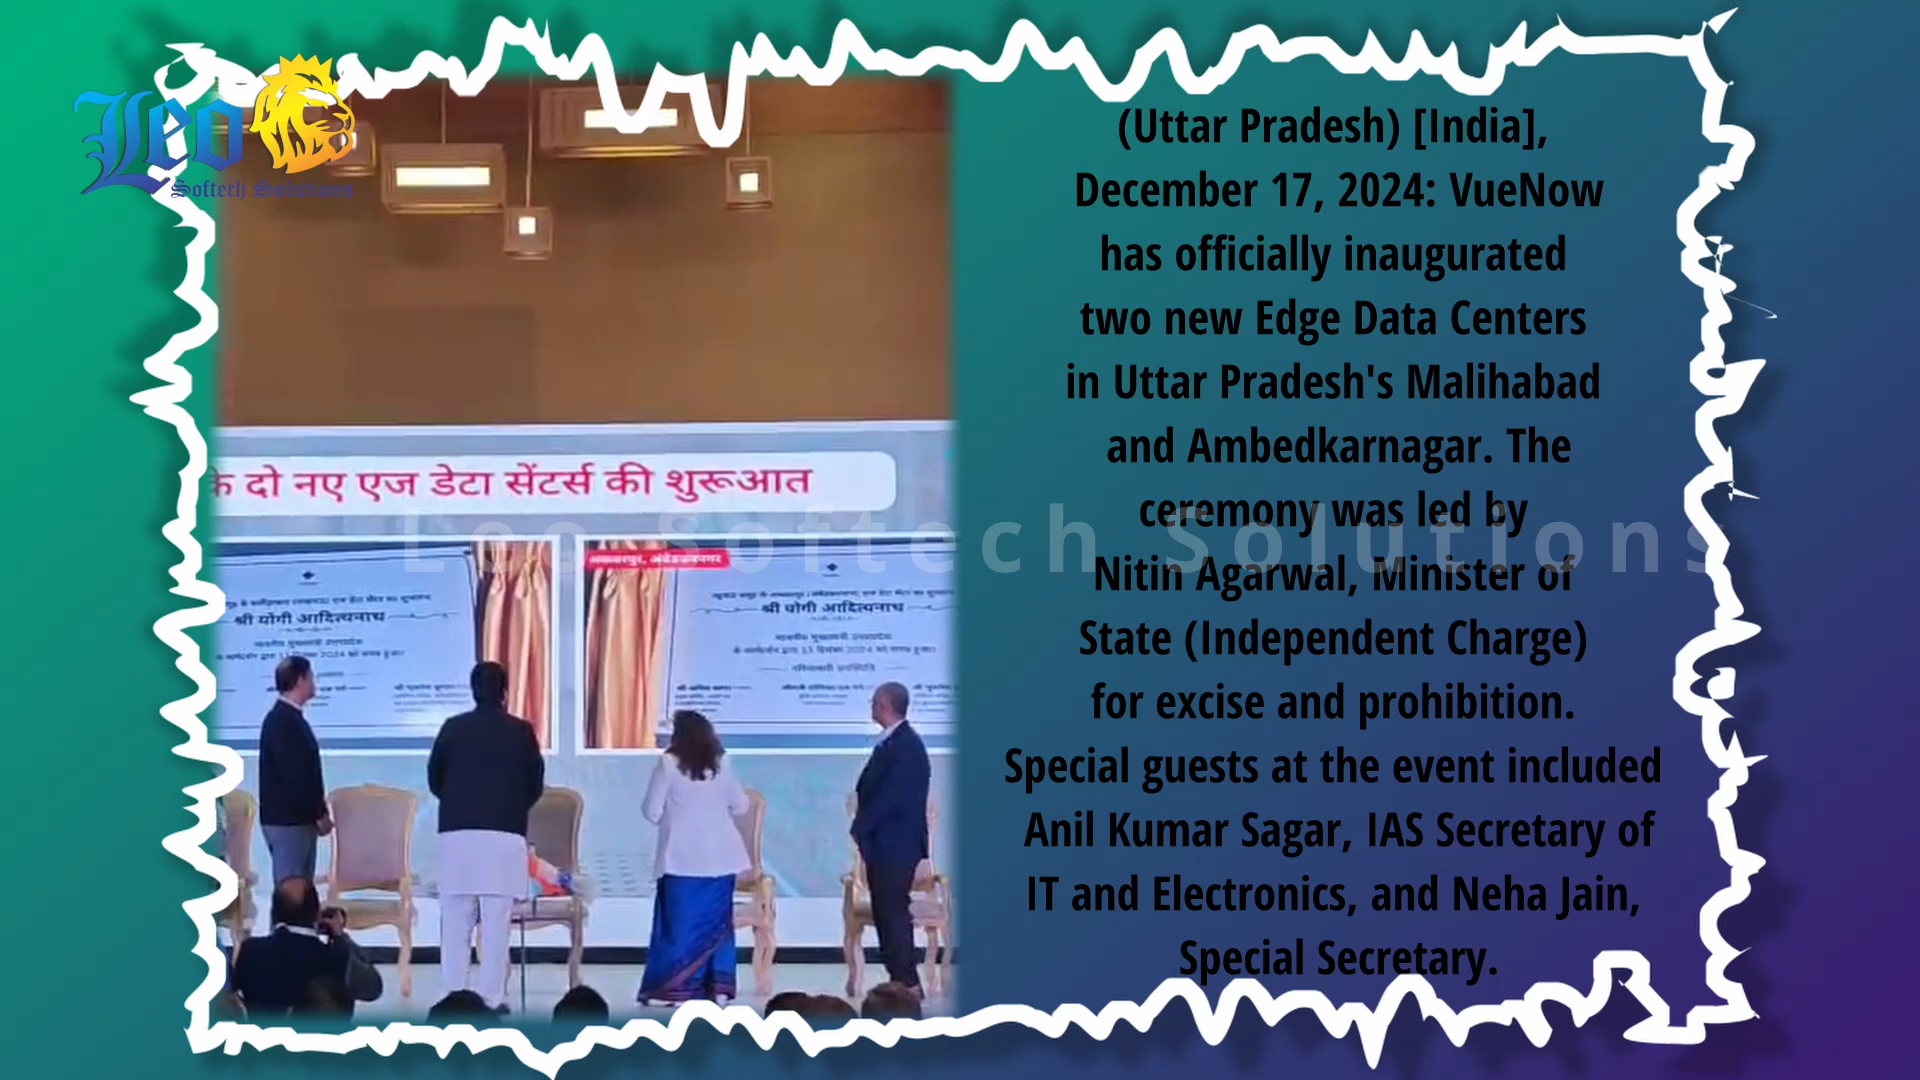 Leo
Softech Solutions
के दो नए एज डेटा सेंटर्स की शुरूआत
अकबरपुर, अंबेडकरनगर
श्री योगी आदित्यनाथ
श्री योगी आदित्यनाथ
(Uttar Pradesh) [India],
December 17, 2024: VueNow
has officially inaugurated
two new Edge Data Centers
in Uttar Pradesh's Malihabad
and Ambedkarnagar. The
ceremony was led by
Nitin Agarwal, Minister of
State (Independent Charge)
for excise and prohibition.
Special guests at the event included
Anil Kumar Sagar, IAS Secretary of
IT and Electronics, and Neha Jain,
Special Secretary.
Leo Softech Solutions